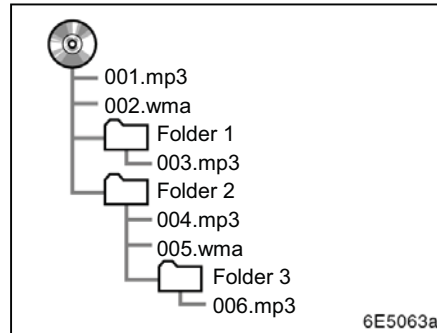 001.mp3
002.wma
Folder 1
003.mp3
Folder 2
004.mp3
005.wma
Folder 3
006.mp3
6E5063a